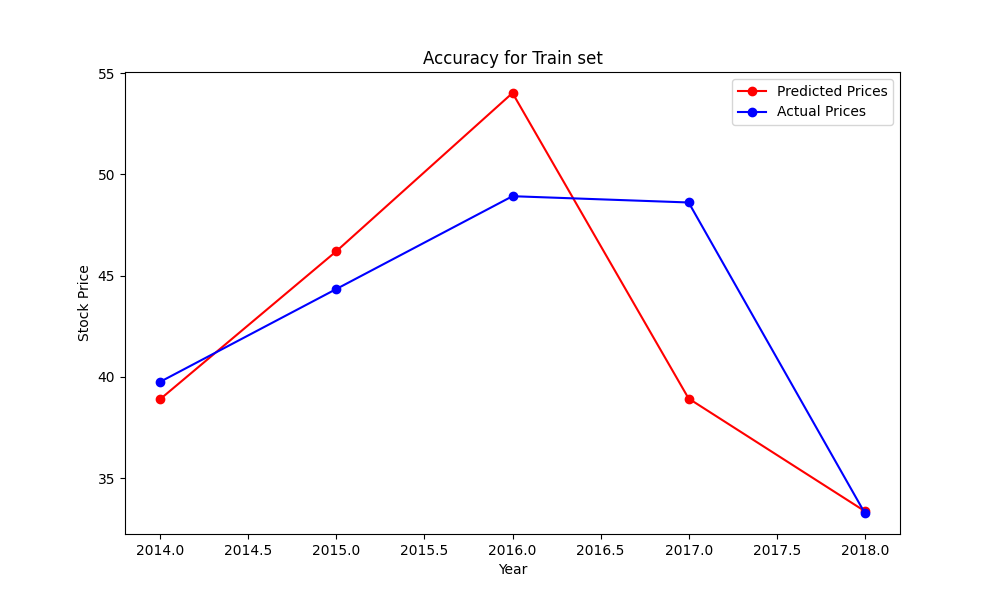 Accuracy for Train set
Predicted Prices
Actual Prices
55
50
45
40
35
Stock Price
2014.0 2014.5 2015.0 2015.5 2016.0 2016.5 2017.0 2017.5 2018.0
Year